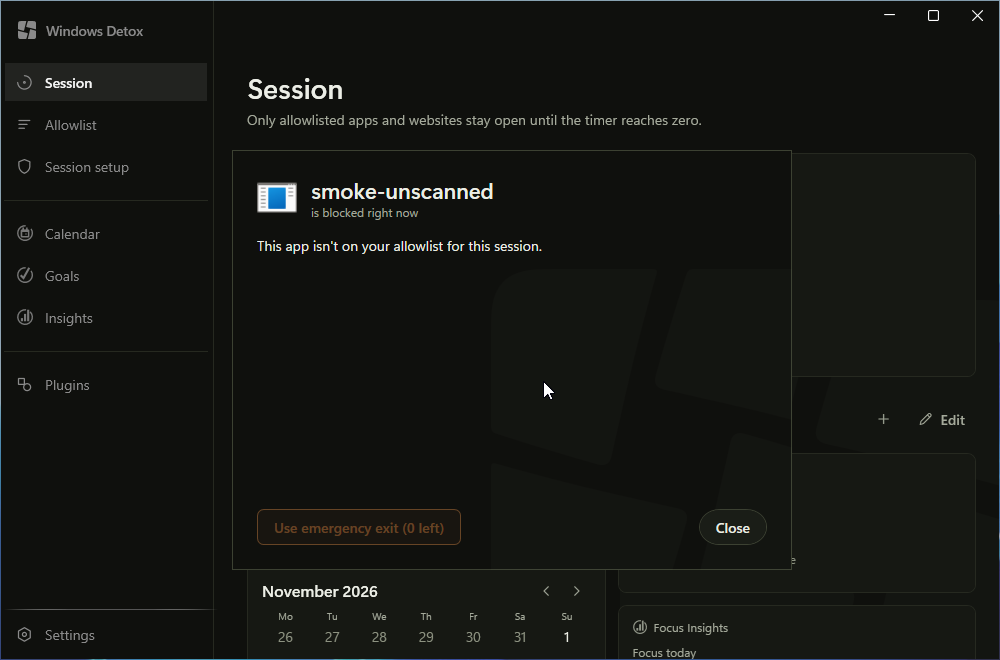 Windows Detox
Session
Allowlist
Session setup
Calendar
Goals
Insights
Plugins
Settings
Session
Only allowlisted apps and websites stay open until the timer reaches zero.
smoke-unscanned
is blocked right now
This app isn't on your allowlist for this session.
Use emergency exit (0 left)
Close
Edit
November 2026
Mo Tu We Th Fr Sa Su
26 27 28 29 30 31 1
Focus Insights
Focus today